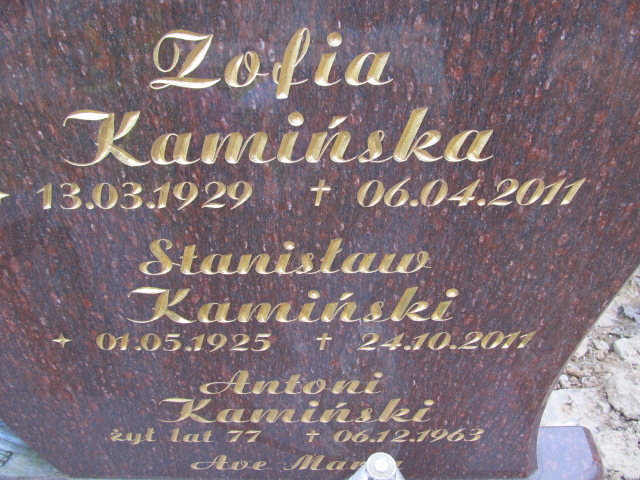 Zofia
Kamińska
13.03.1929 † 06.04.2011
Stanisław
Kamiński
01.05.1925 † 24.10.2011
Antoni
Kamiński
żył lat 77 † 06.12.1963
Ave Maria